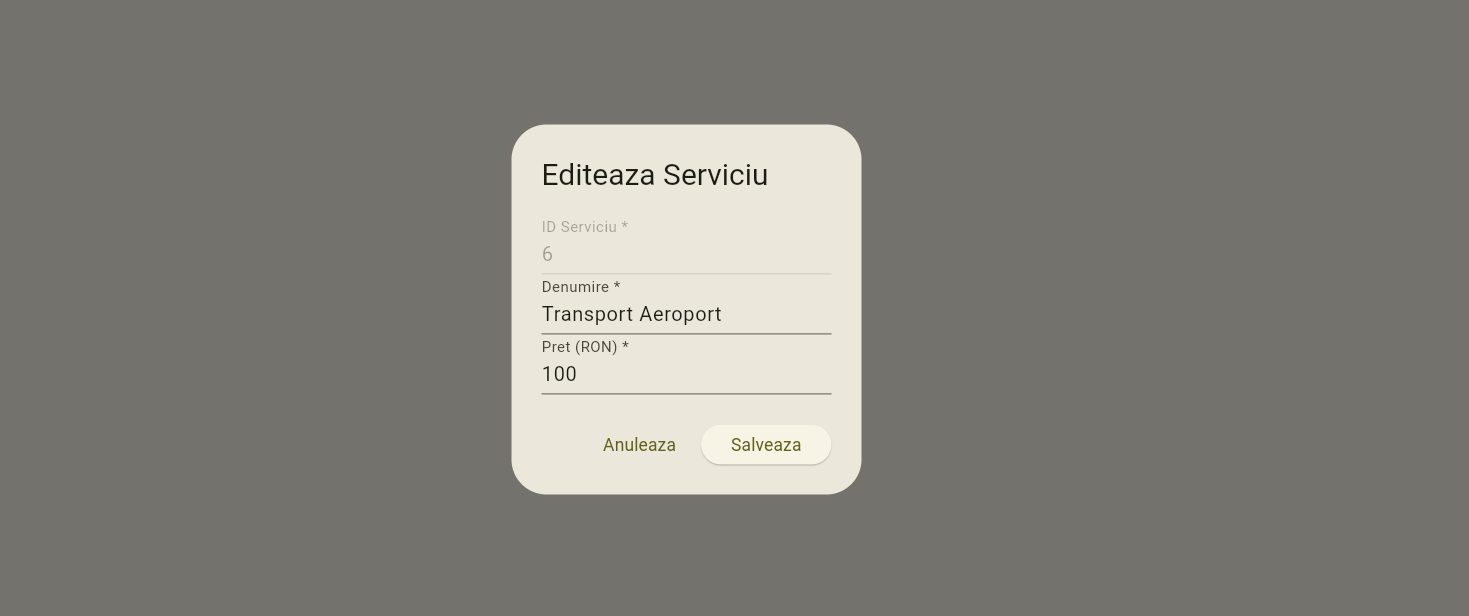 Editeaza Serviciu
ID Serviciu *
6
Denumire *
Transport Aeroport
Pret (RON) *
100
Anuleaza Salveaza